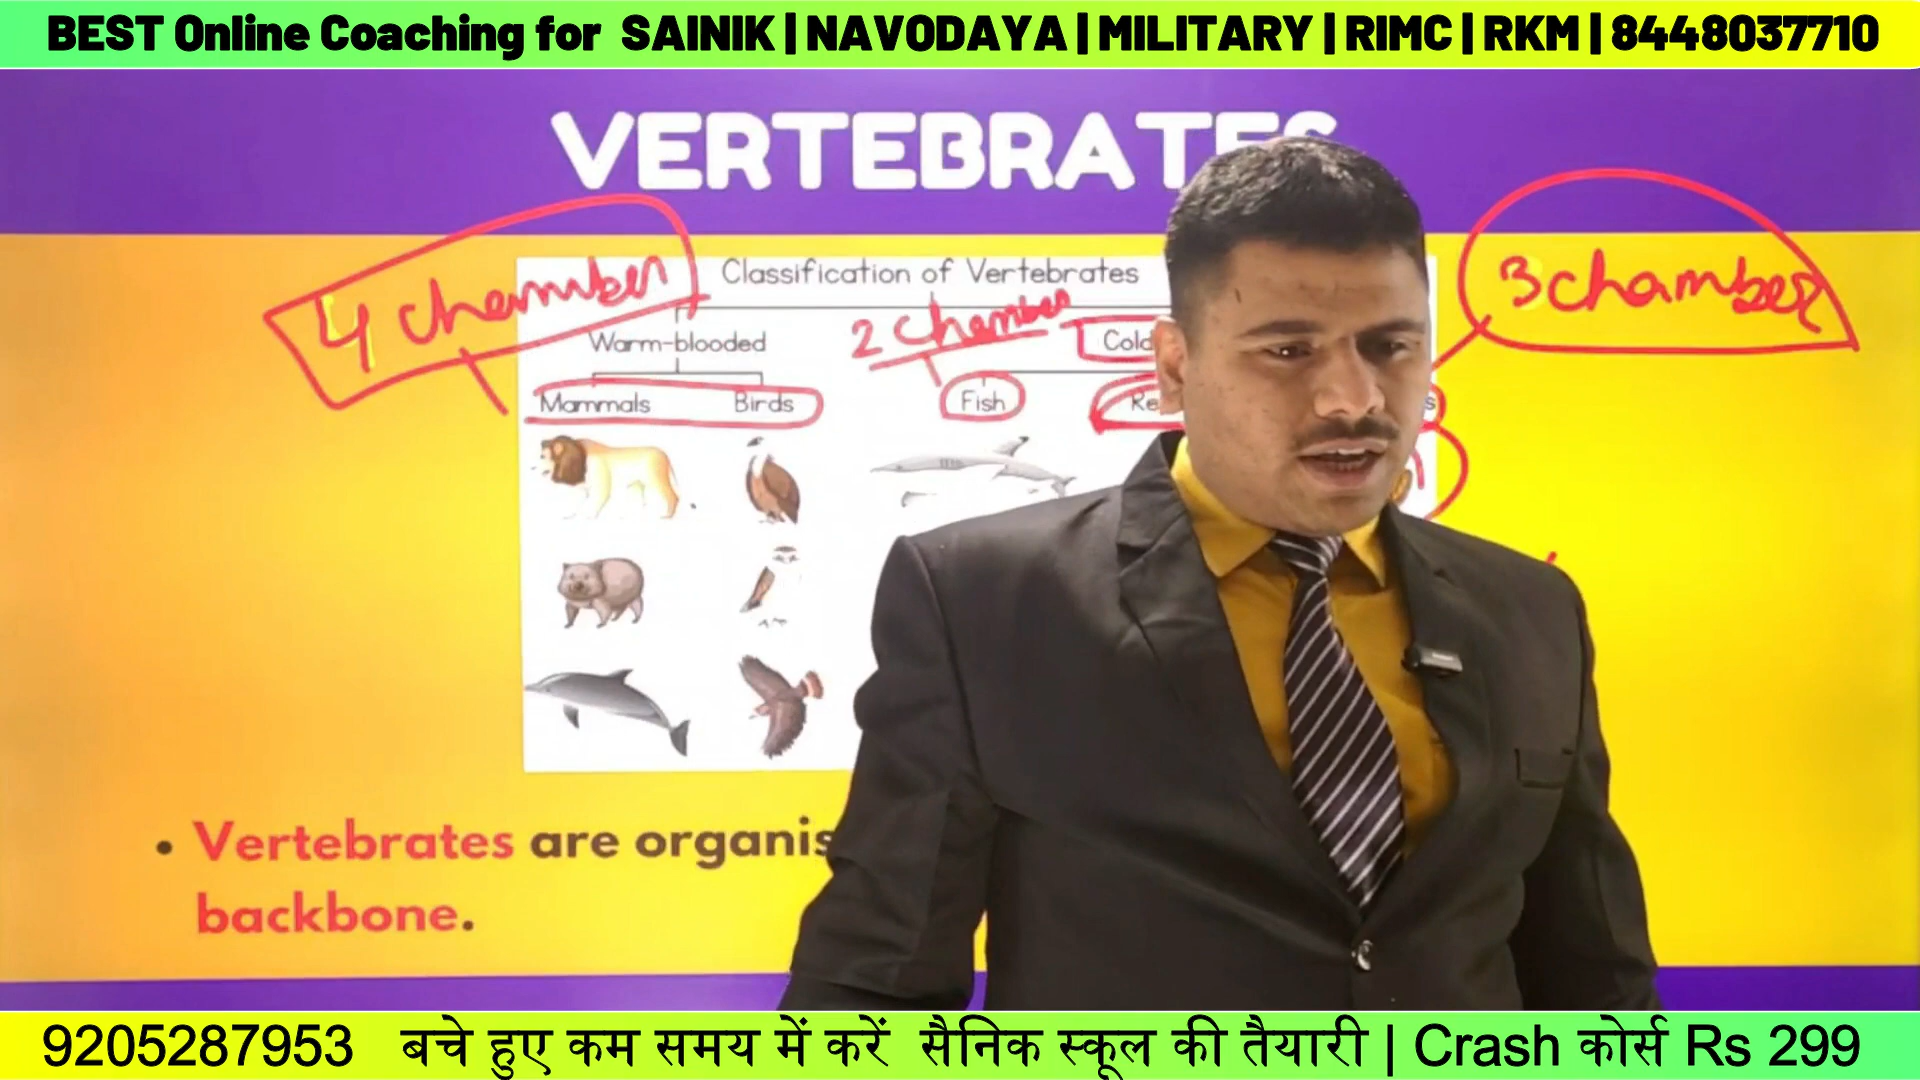 BEST Online Coaching for SAINIK | NAVODAYA | MILITARY | RIMC | RKM | 8448037710
VERTEBRATES
4 chamber
Classification of Vertebrates
3 chamber
2 Chamber
Warm-blooded
Cold
Mammals
Birds
Fish
Vertebrates are
backbone.
9205287953 बचे हुए कम समय में करें सैनिक स्कूल की तैयारी | Crash कोर्स Rs 299